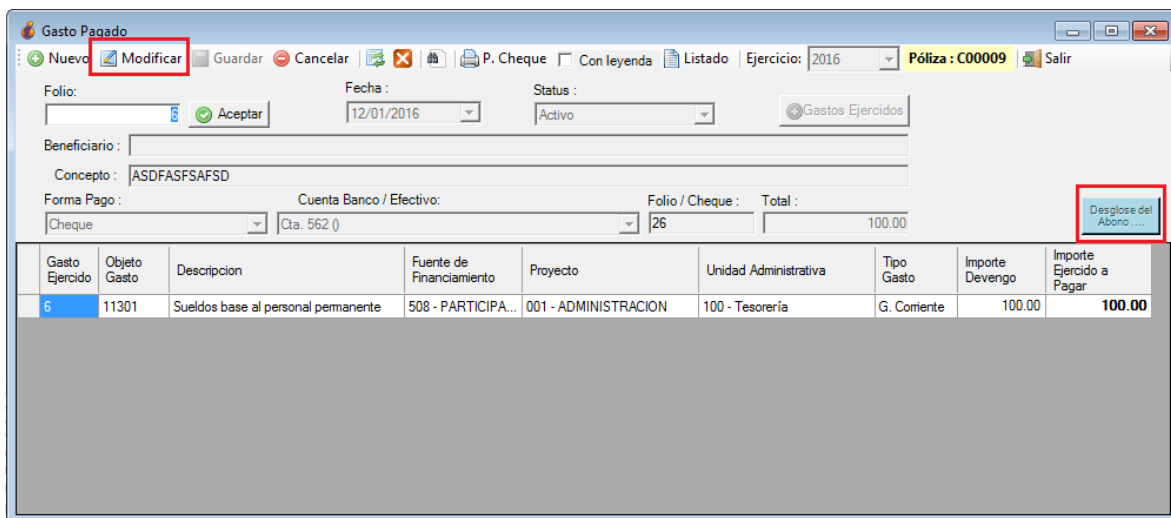 Gasto Pagado
Nuevo Modificar Guardar Cancelar P. Cheque Con leyenda Listado Ejercicio: 2016 Póliza : C00009 Salir
Folio: Fecha : Status :
6 Aceptar 12/01/2016 Activo Gastos Ejercidos
Beneficiario :
Concepto : ASDFASFSAFSD
Forma Pago : Cuenta Banco / Efectivo: Folio / Cheque : Total :
Cheque Cta. 562 () 26 100.00
Desglose del
Abono ....
Gasto Ejercido Objeto Gasto Descripcion Fuente de Financiamiento Proyecto Unidad Administrativa Tipo Gasto Importe Devengo Importe Ejercido a Pagar
6 11301 Sueldos base al personal permanente 508 - PARTICIPA... 001 - ADMINISTRACION 100 - Tesorería G. Corriente 100.00 100.00